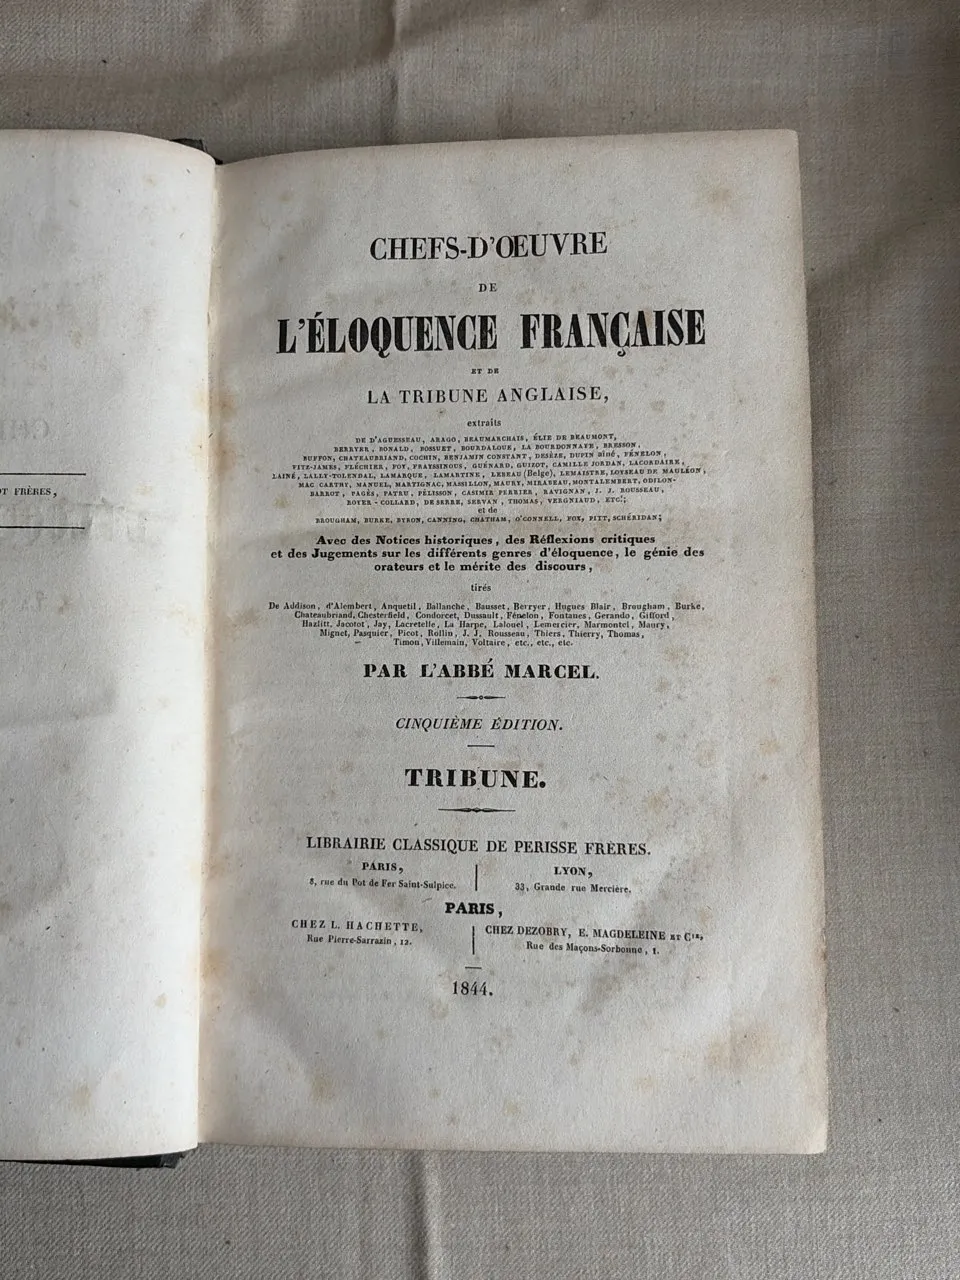 OT FRÈRES,
CHEFS-D'ŒUVRE
DE
L'ÉLOQUENCE FRANÇAISE
ET DE
LA TRIBUNE ANGLAISE,
extraits
DE D'AGUESSEAU, ARAGO, BEAUMARCHAIS, ÉLIE DE BEAUMONT,
BERRYER, BONALD, BOSSUET, BOURDALOUE, LA BOURDONNAYE, BRESSON,
BUFFON, CHATEAUBRIAND, COCHIN, BENJAMIN CONSTANT, DESÈZE, DUPIN aîné, FÉNELON,
FITZ-JAMES, FLÉCHIER, FOY, FRAYSSINOUS, GUÉNARD, GUIZOT, CAMILLE JORDAN, LACORDAIRE,
LAINÉ, LALLY-TOLENDAL, LAMARQUE, LAMARTINE, LEBEAU (Belge), LEMAISTRE, LOYSEAU DE MAULÉON,
MAC CARTHY, MANUEL, MARTIGNAC, MASSILLON, MAURY, MIRABEAU, MONTALEMBERT, ODILON-
BARROT, PAGÈS, PATRU, PÉLISSON, CASIMIR PERRIER, RAVIGNAN, J. J. ROUSSEAU,
ROYER-COLLARD, DE SERRE, SERVAN, THOMAS, VERGNIAUD, ETC.;
et de
BROUGHAM, BURKE, BYRON, CANNING, CHATHAM, O'CONNELL, FOX, PITT, SCHÉRIDAN;
Avec des Notices historiques, des Réflexions critiques
et des Jugements sur les différents genres d'éloquence, le génie des
orateurs et le mérite des discours,
tirés
De Addison, d'Alembert, Anquetil, Ballanche, Bausset, Berryer, Hugues Blair, Brougham, Burke,
Chateaubriand, Chesterfield, Condorcet, Dussault, Fénelon, Fontanes, Gerando, Gifford,
Hazlitt, Jacotot, Jay, Lacretelle, La Harpe, Lalouel, Lemercier, Marmontel, Maury,
Mignet, Pasquier, Picot, Rollin, J. J. Rousseau, Thiers, Thierry, Thomas,
Timon, Villemain, Voltaire, etc., etc., etc.
PAR L'ABBÉ MARCEL.
CINQUIÈME ÉDITION.
TRIBUNE.
LIBRAIRIE CLASSIQUE DE PERISSE FRÈRES.
PARIS,
8, rue du Pot de Fer Saint-Sulpice.
LYON,
33, Grande rue Mercière.
PARIS,
CHEZ L. HACHETTE,
Rue Pierre-Sarrazin, 12.
CHEZ DEZOBRY, E. MAGDELEINE ET Cie,
Rue des Maçons-Sorbonne, 1.
1844.